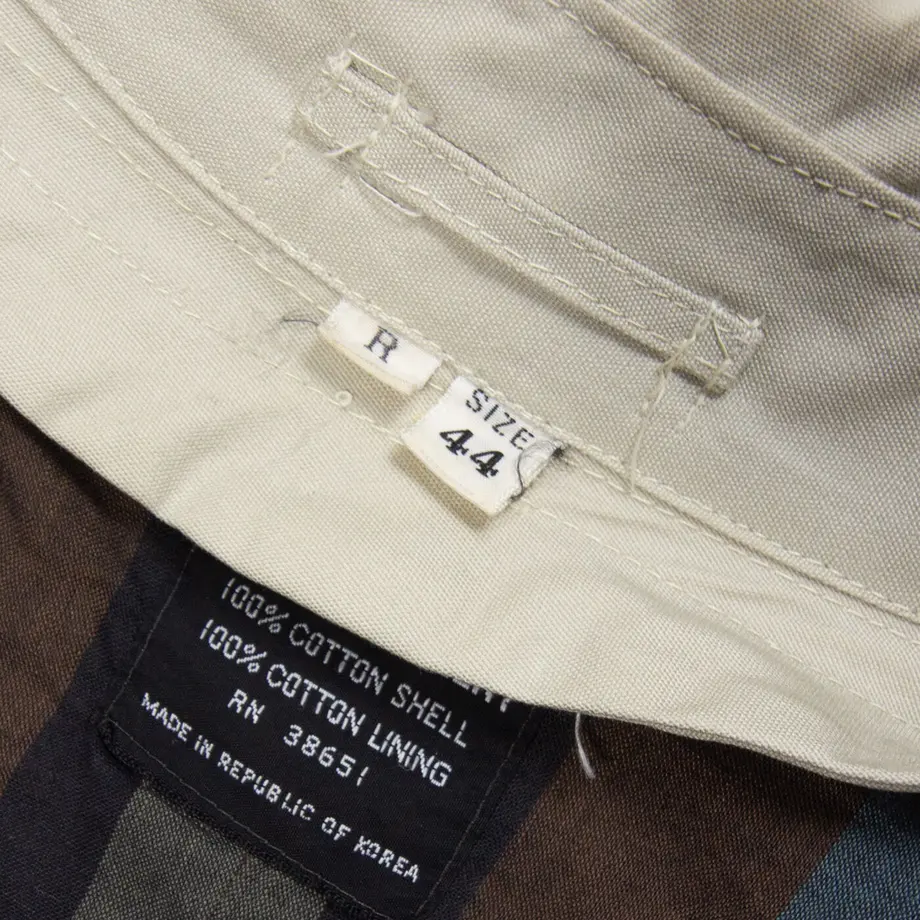 R
SIZE
44
100% COTTON SHELL
100% COTTON LINING
RN 38651
MADE IN REPUBLIC OF KOREA